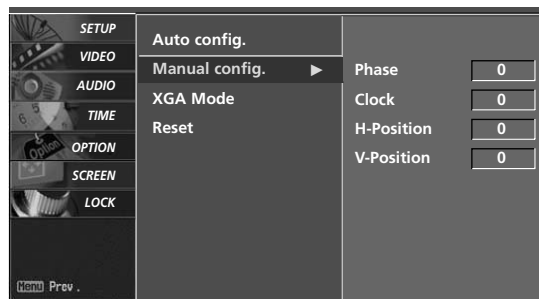 SETUP
VIDEO
AUDIO
TIME
OPTION
SCREEN
LOCK
Menu Prev .
Auto config.
Manual config. ►
XGA Mode
Reset
Phase 0
Clock 0
H-Position 0
V-Position 0